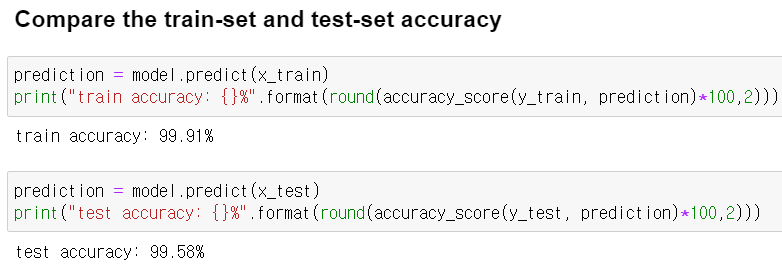 Compare the train-set and test-set accuracy
prediction = model.predict(x_train)
print("train accuracy: {}%".format(round(accuracy_score(y_train, prediction)*100,2)))
train accuracy: 99.91%
prediction = model.predict(x_test)
print("test accuracy: {}%".format(round(accuracy_score(y_test, prediction)*100,2)))
test accuracy: 99.58%